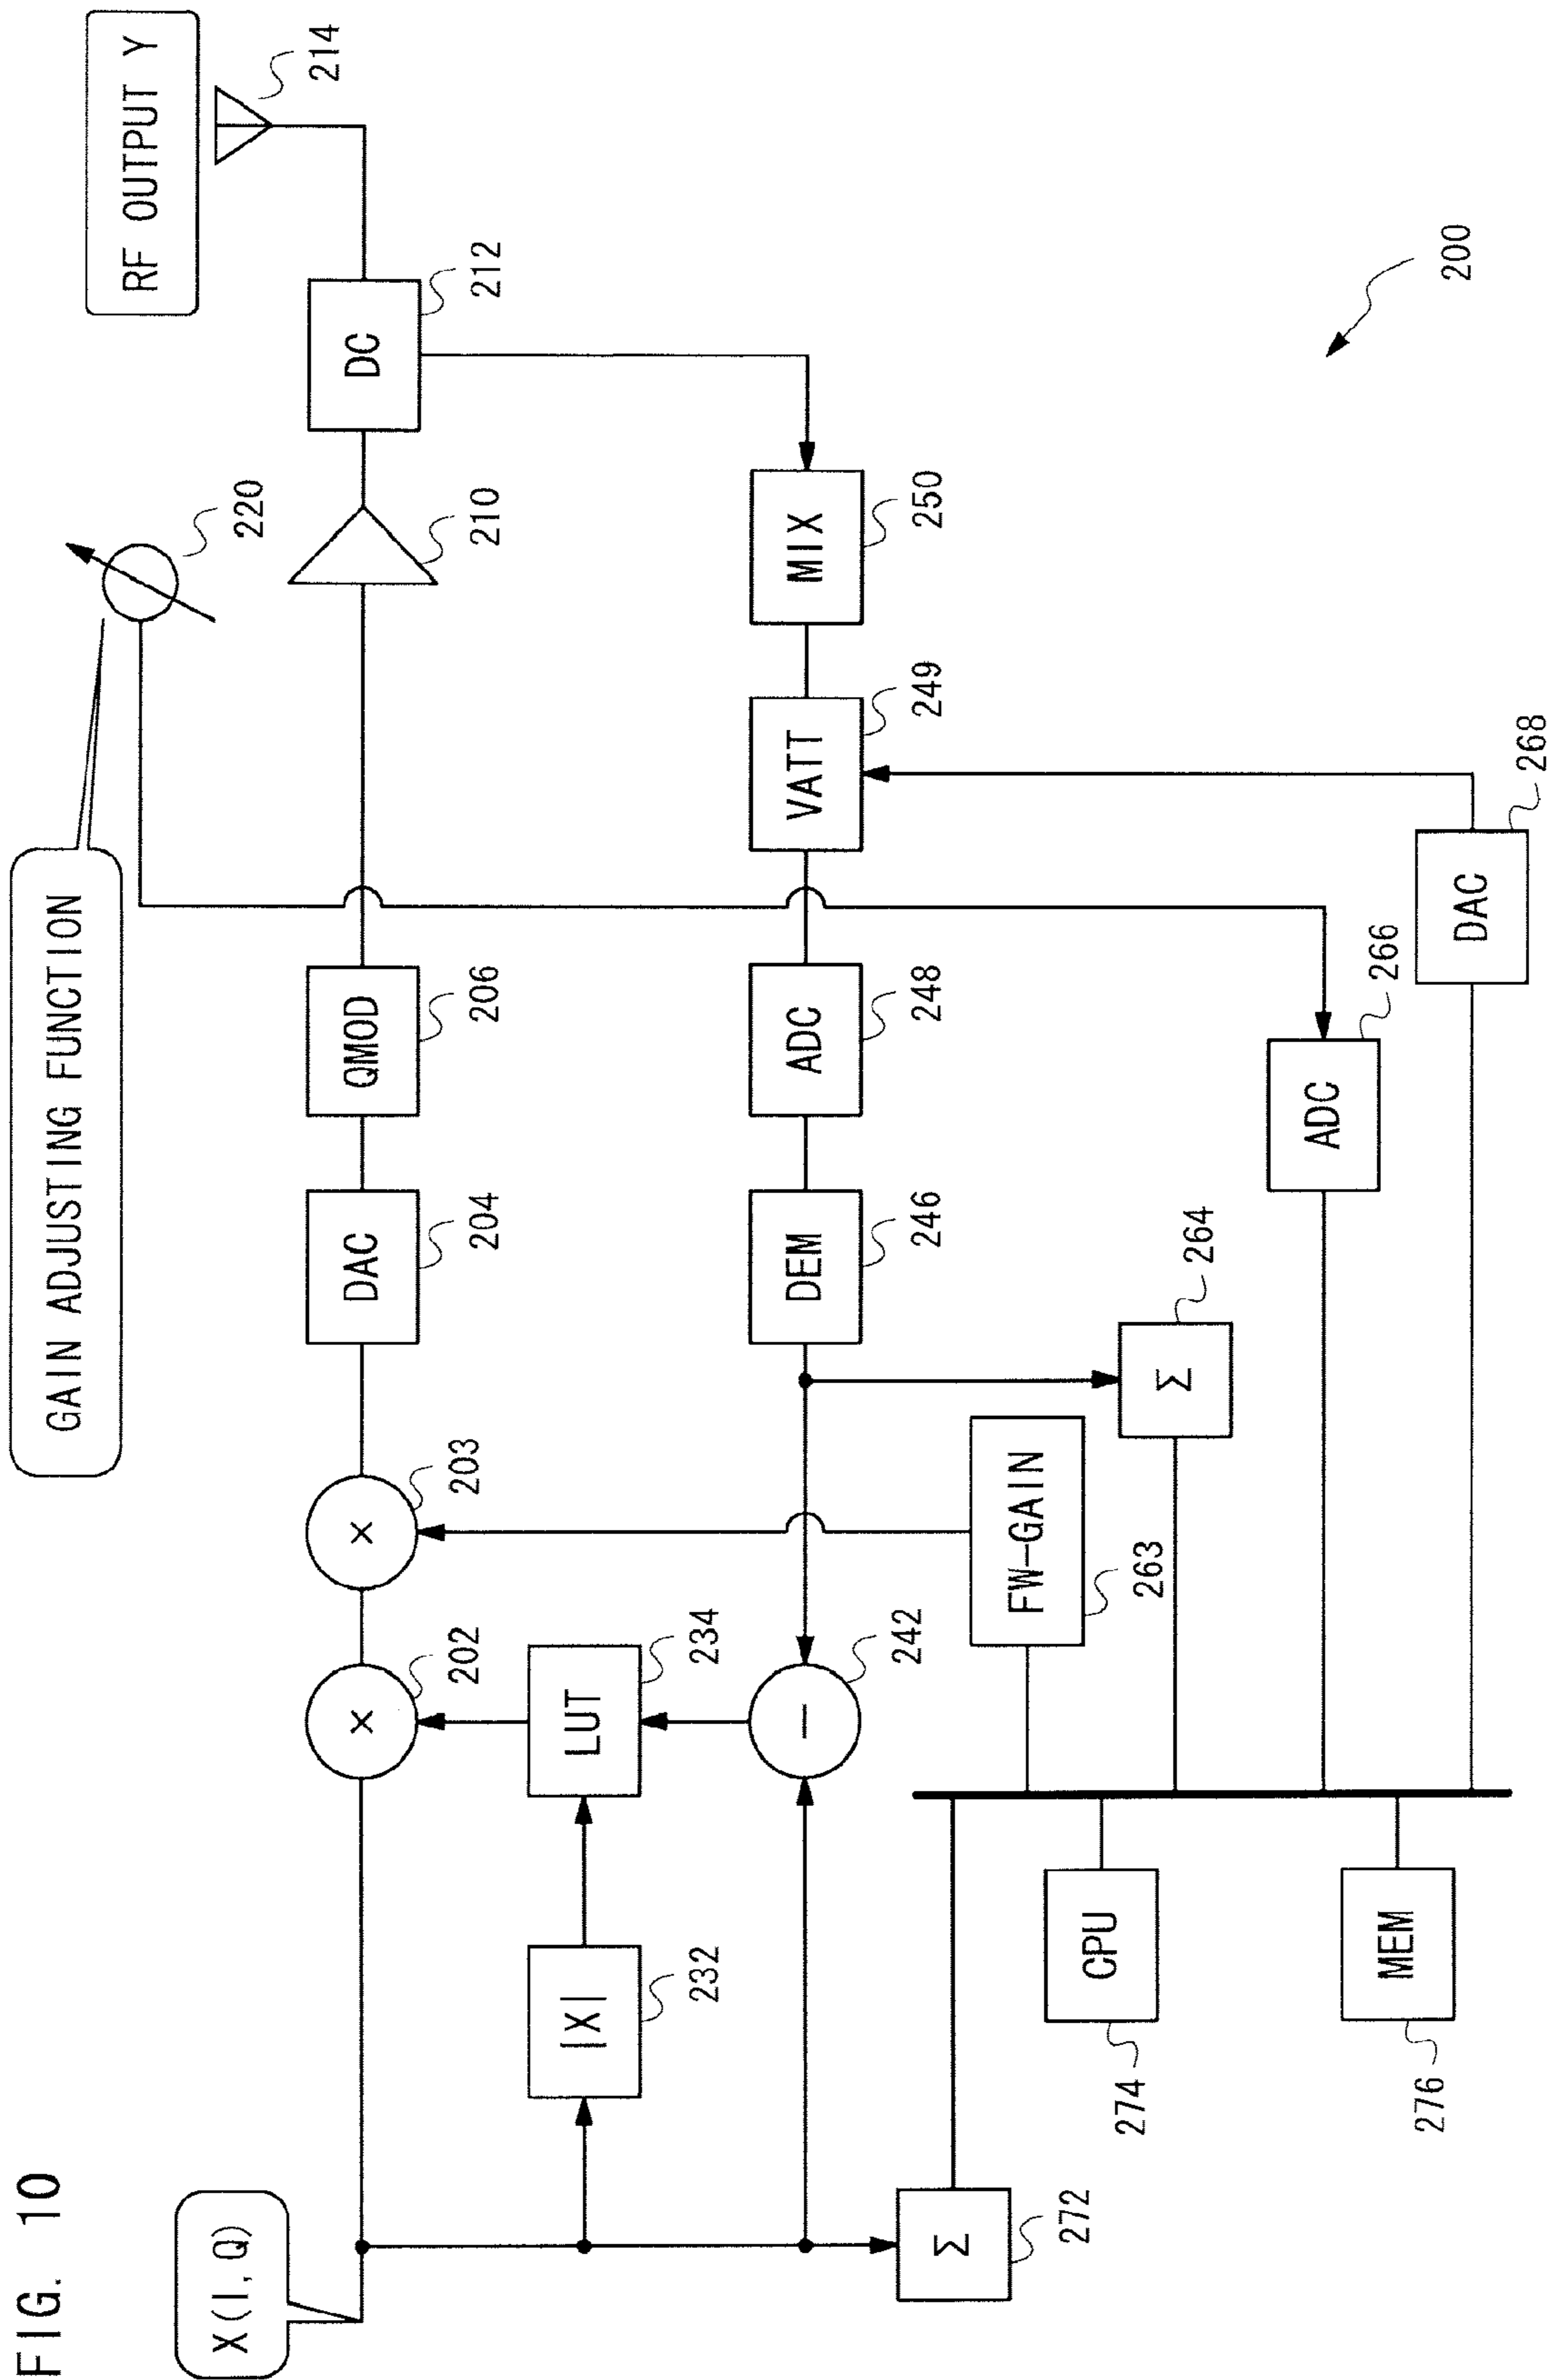 FIG. 10
GAIN ADJUSTING FUNCTION
RF OUTPUT Y
X(I,Q)
220
214
×
202
×
203
DAC
204
QMOD
206
210
DC
212
|X|
232
LUT
234
−
242
DEM
246
ADC
248
VATT
249
MIX
250
Σ
272
FW-GAIN
263
Σ
264
ADC
266
DAC
268
CPU
274
MEM
276
200